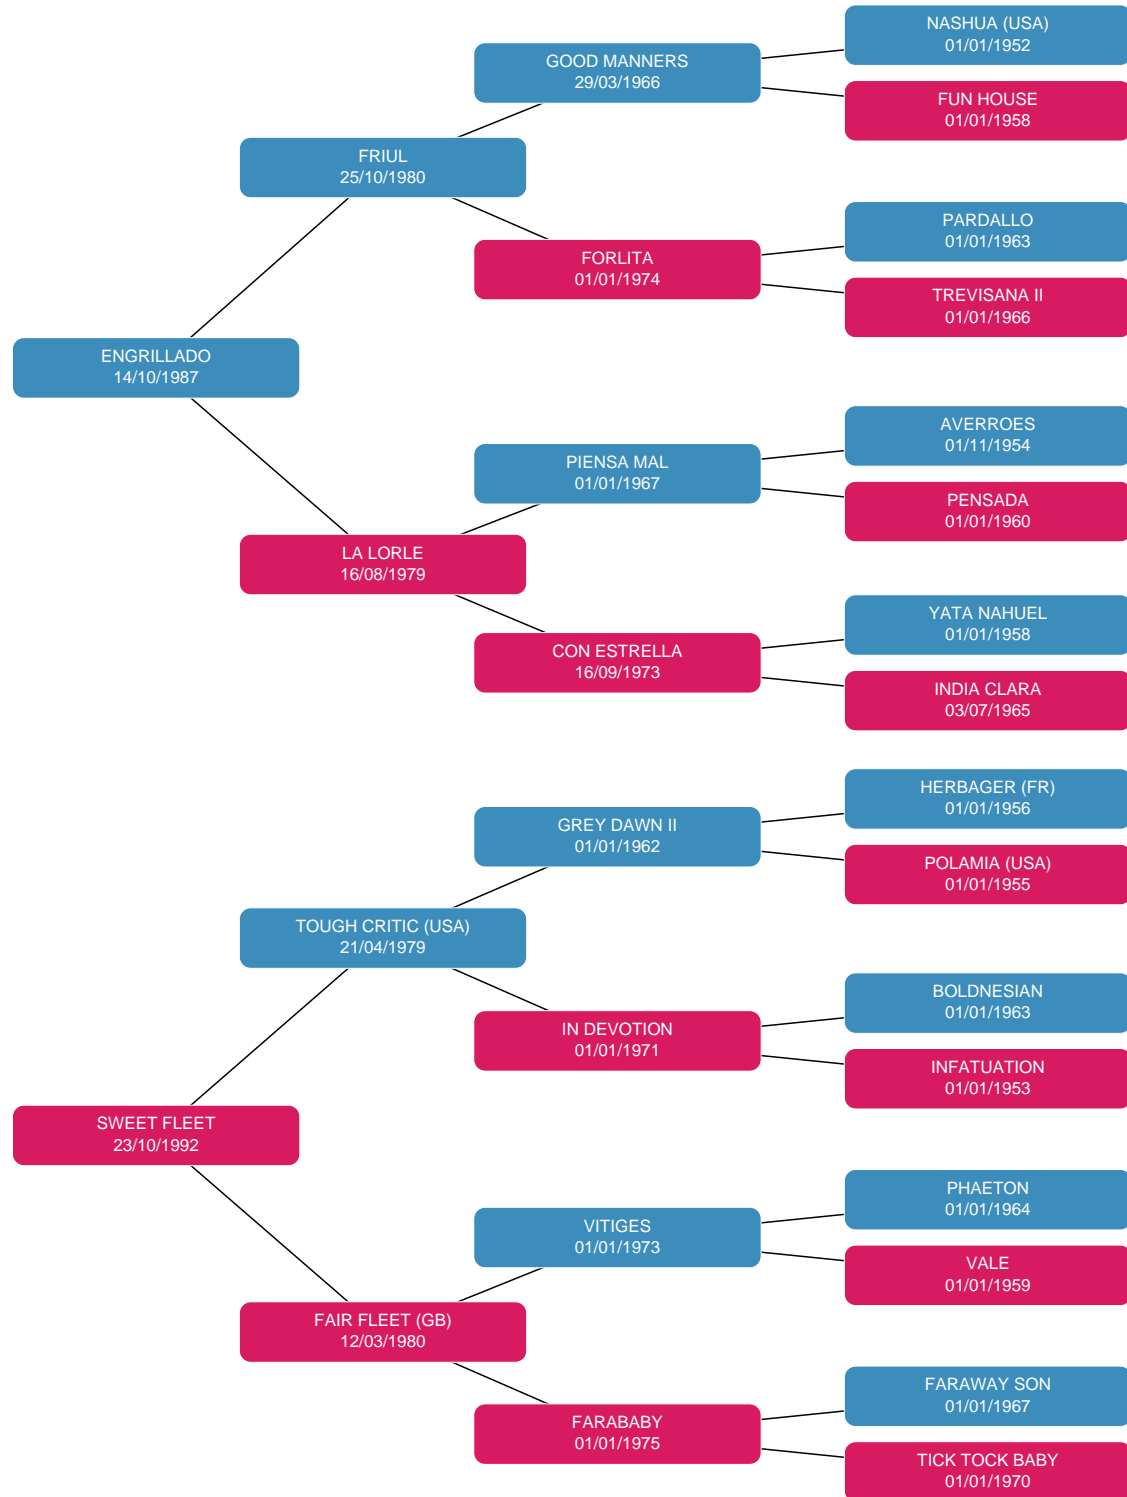 NASHUA (USA)
01/01/1952
GOOD MANNERS
29/03/1966
FUN HOUSE
01/01/1958
FRIUL
25/10/1980
PARDALLO
01/01/1963
FORLITA
01/01/1974
TREVISANA II
01/01/1966
ENGRILLADO
14/10/1987
AVERROES
01/11/1954
PIENSA MAL
01/01/1967
PENSADA
01/01/1960
LA LORLE
16/08/1979
YATA NAHUEL
01/01/1958
CON ESTRELLA
16/09/1973
INDIA CLARA
03/07/1965
HERBAGER (FR)
01/01/1956
GREY DAWN II
01/01/1962
POLAMIA (USA)
01/01/1955
TOUGH CRITIC (USA)
21/04/1979
BOLDNESIAN
01/01/1963
IN DEVOTION
01/01/1971
INFATUATION
01/01/1953
SWEET FLEET
23/10/1992
PHAETON
01/01/1964
VITIGES
01/01/1973
VALE
01/01/1959
FAIR FLEET (GB)
12/03/1980
FARAWAY SON
01/01/1967
FARABABY
01/01/1975
TICK TOCK BABY
01/01/1970